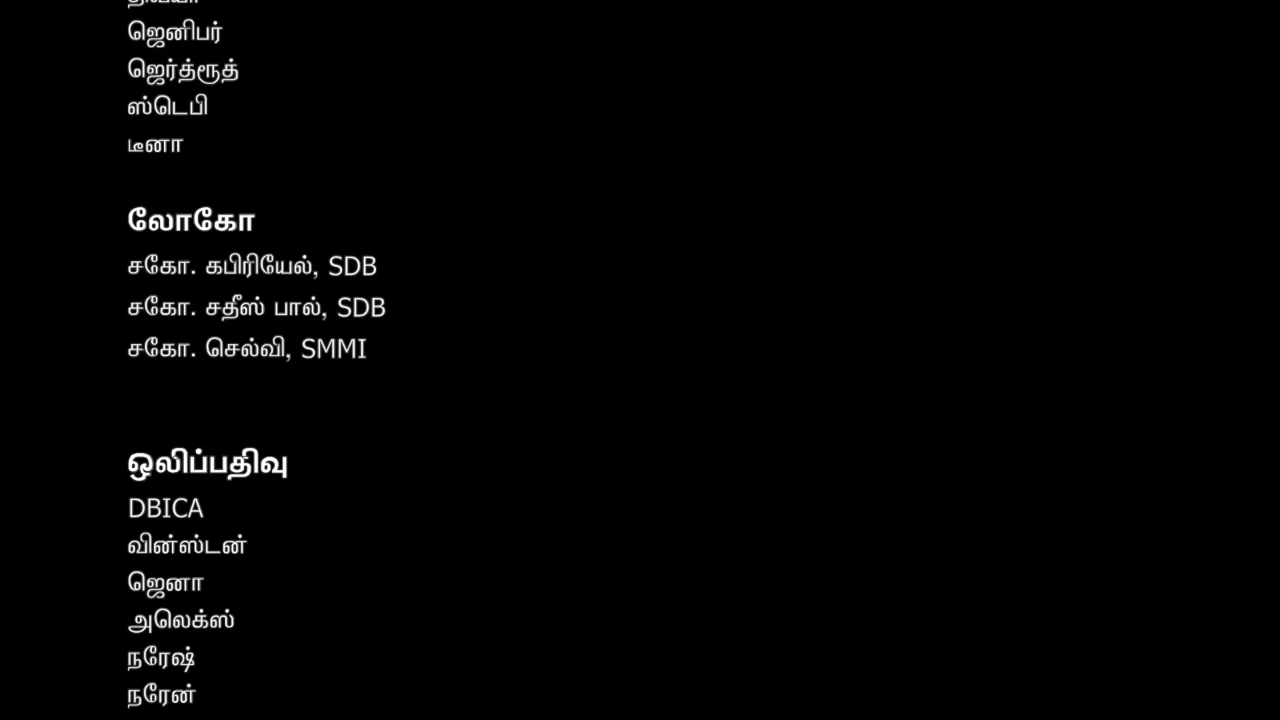 ஜெனிபர்
ஜெர்த்ரூத்
ஸ்டெபி
டீனா
லோகோ
சகோ. கபிரியேல், SDB
சகோ. சதீஸ் பால், SDB
சகோ. செல்வி, SMMI
ஒலிப்பதிவு
DBICA
வின்ஸ்டன்
ஜெனா
அலெக்ஸ்
நரேஷ்
நரேன்